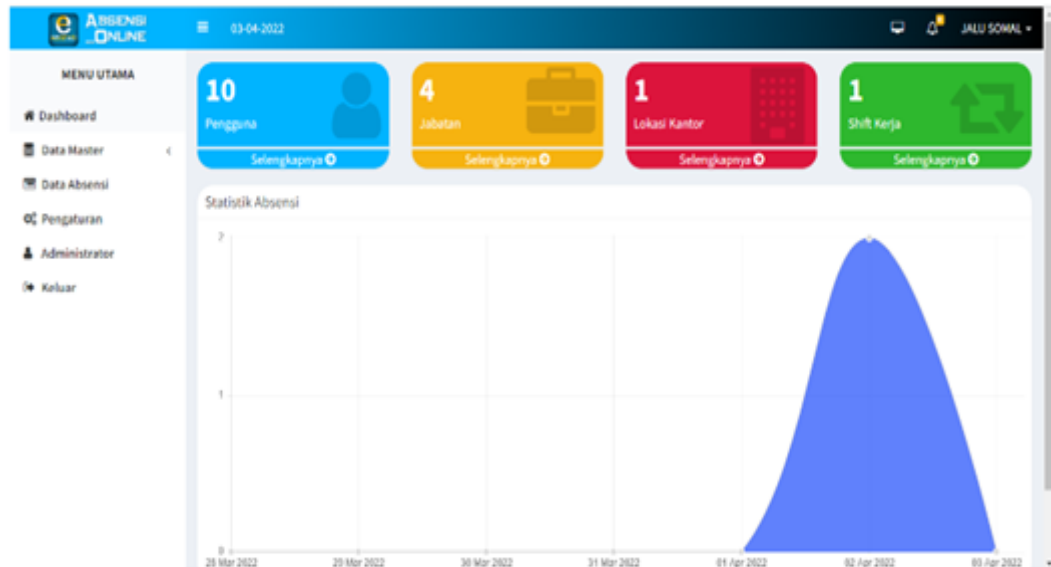 e
ABSENSI
...ONLINE
03-04-2022
JALU SOMAL
MENU UTAMA
Dashboard
Data Master
Data Absensi
Pengaturan
Administrator
Keluar
10
Pengguna
Selengkapnya
4
Jabatan
Selengkapnya
1
Lokasi Kantor
Selengkapnya
1
Shift Kerja
Selengkapnya
Statistik Absensi
2
1
0
28 Mar 2022 29 Mar 2022 30 Mar 2022 31 Mar 2022 01 Apr 2022 02 Apr 2022 03 Apr 2022